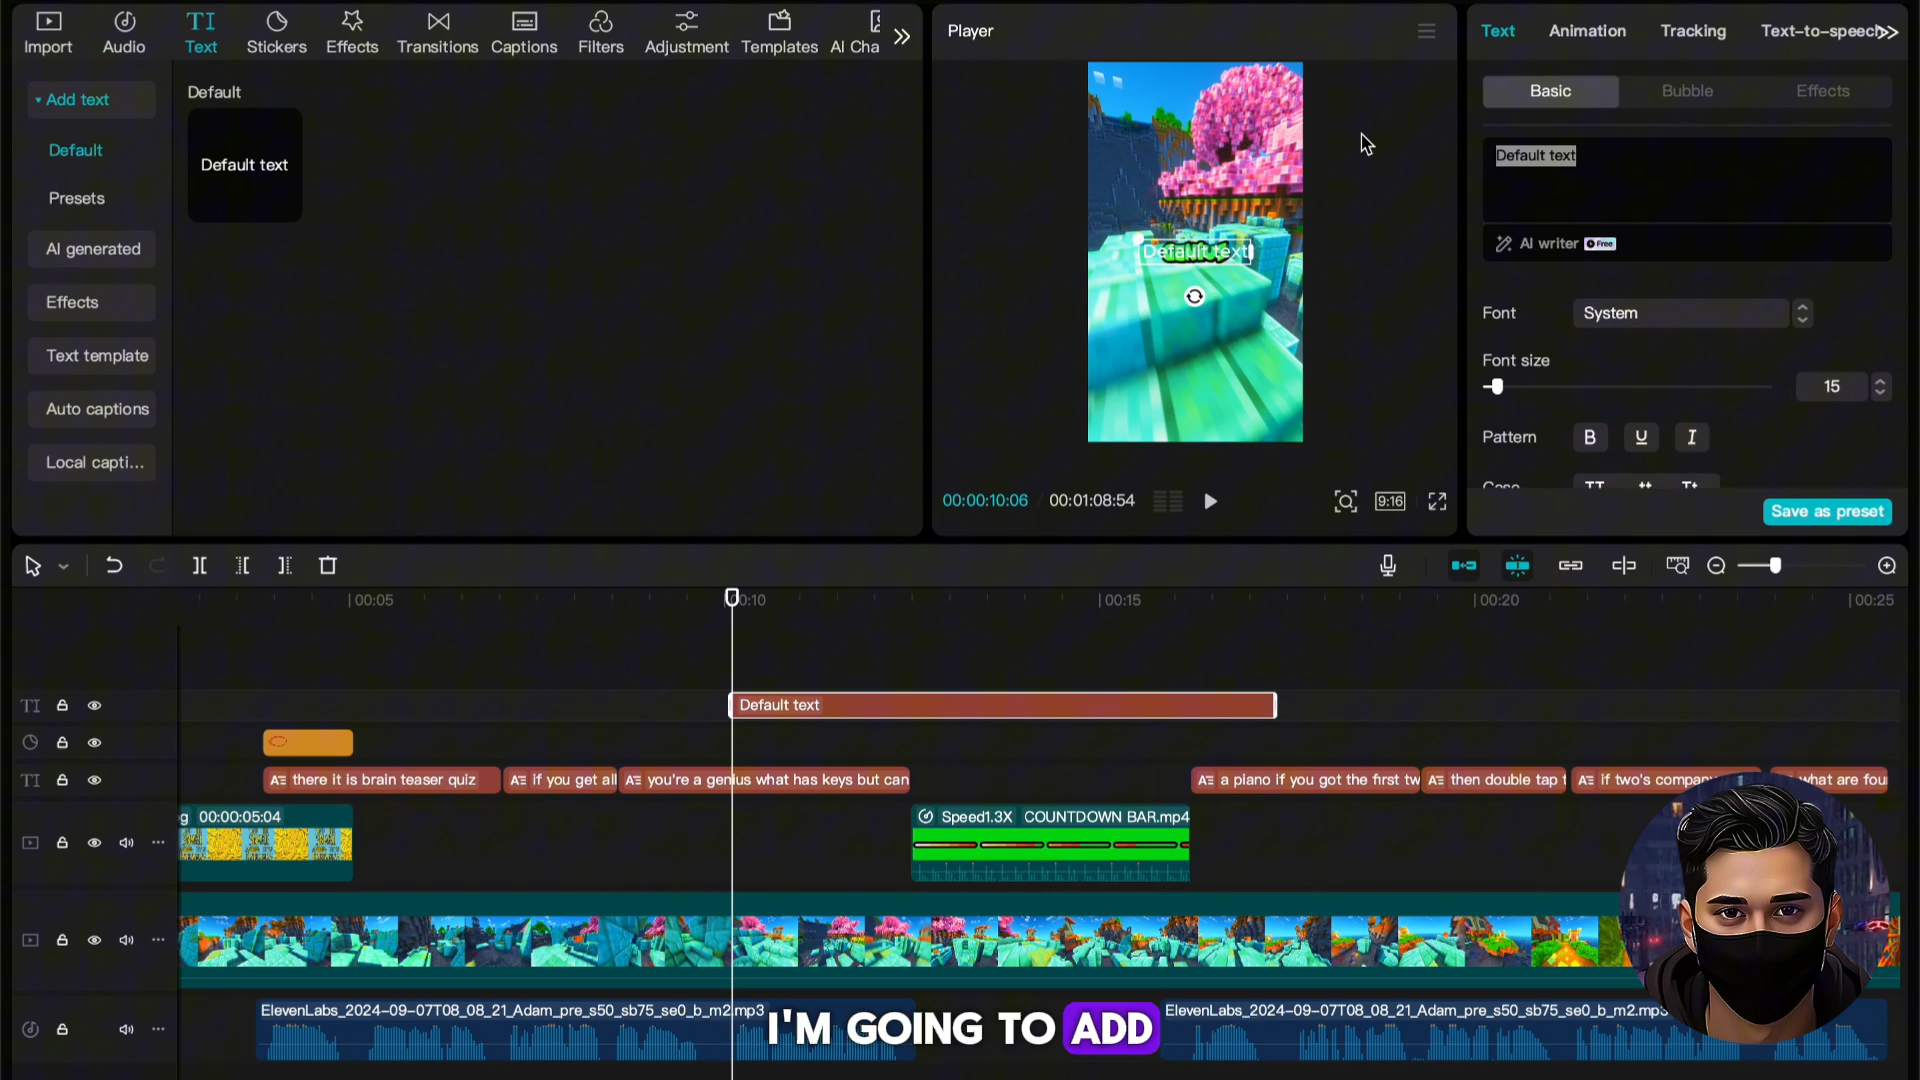 Import
Audio
Text
Stickers
Effects
Transitions
Captions
Filters
Adjustment
Templates
AI Cha
Add text
Default
Presets
AI generated
Effects
Text template
Auto captions
Local capti...
Default
Default text
Player
Default text
00:00:10:06
00:01:08:54
9:16
Text
Animation
Tracking
Text-to-speech
Basic
Bubble
Effects
Default text
AI writer Free
Font
System
Font size
15
Pattern
B U I
Case
TT tt Tt
Save as preset
00:05
00:10
00:15
00:20
00:25
Default text
there it is brain teaser quiz
if you get all
you're a genius what has keys but can
a piano if you got the first tw
then double tap t
if two's company
what are fou
g 00:00:05:04
Speed1.3X COUNTDOWN BAR.mp4
ElevenLabs_2024-09-07T08_08_21_Adam_pre_s50_sb75_se0_b_m2.mp3
ElevenLabs_2024-09-07T08_08_21_Adam_pre_s50_sb75_se0_b_m2.mp3
I'M GOING TO ADD